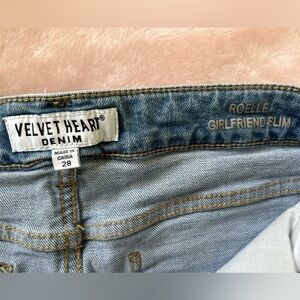 VELVET HEART®
DENIM
MADE IN
CHINA
28
ROELLE
GIRLFRIEND SLIM